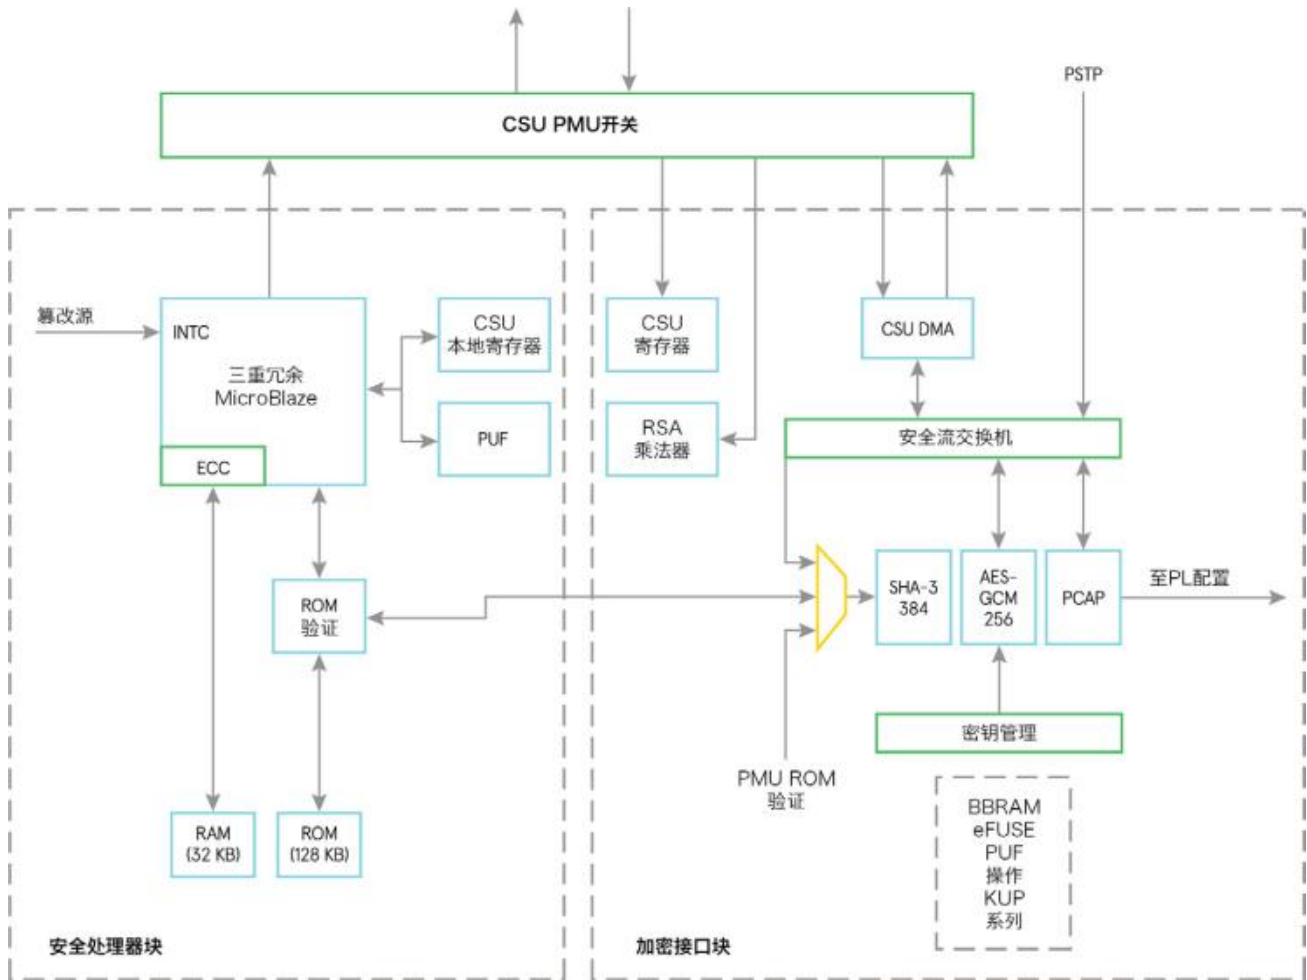 PSTP
CSU PMU开关
篡改源
INTC
三重冗余
MicroBlaze
ECC
CSU
本地寄存器
PUF
CSU
寄存器
CSU DMA
RSA
乘法器
安全流交换机
ROM
验证
SHA-3
384
AES-
GCM
256
PCAP
至PL配置
密钥管理
PMU ROM
验证
RAM
(32 KB)
ROM
(128 KB)
BBRAM
eFUSE
PUF
操作
KUP
系列
安全处理器块
加密接口块